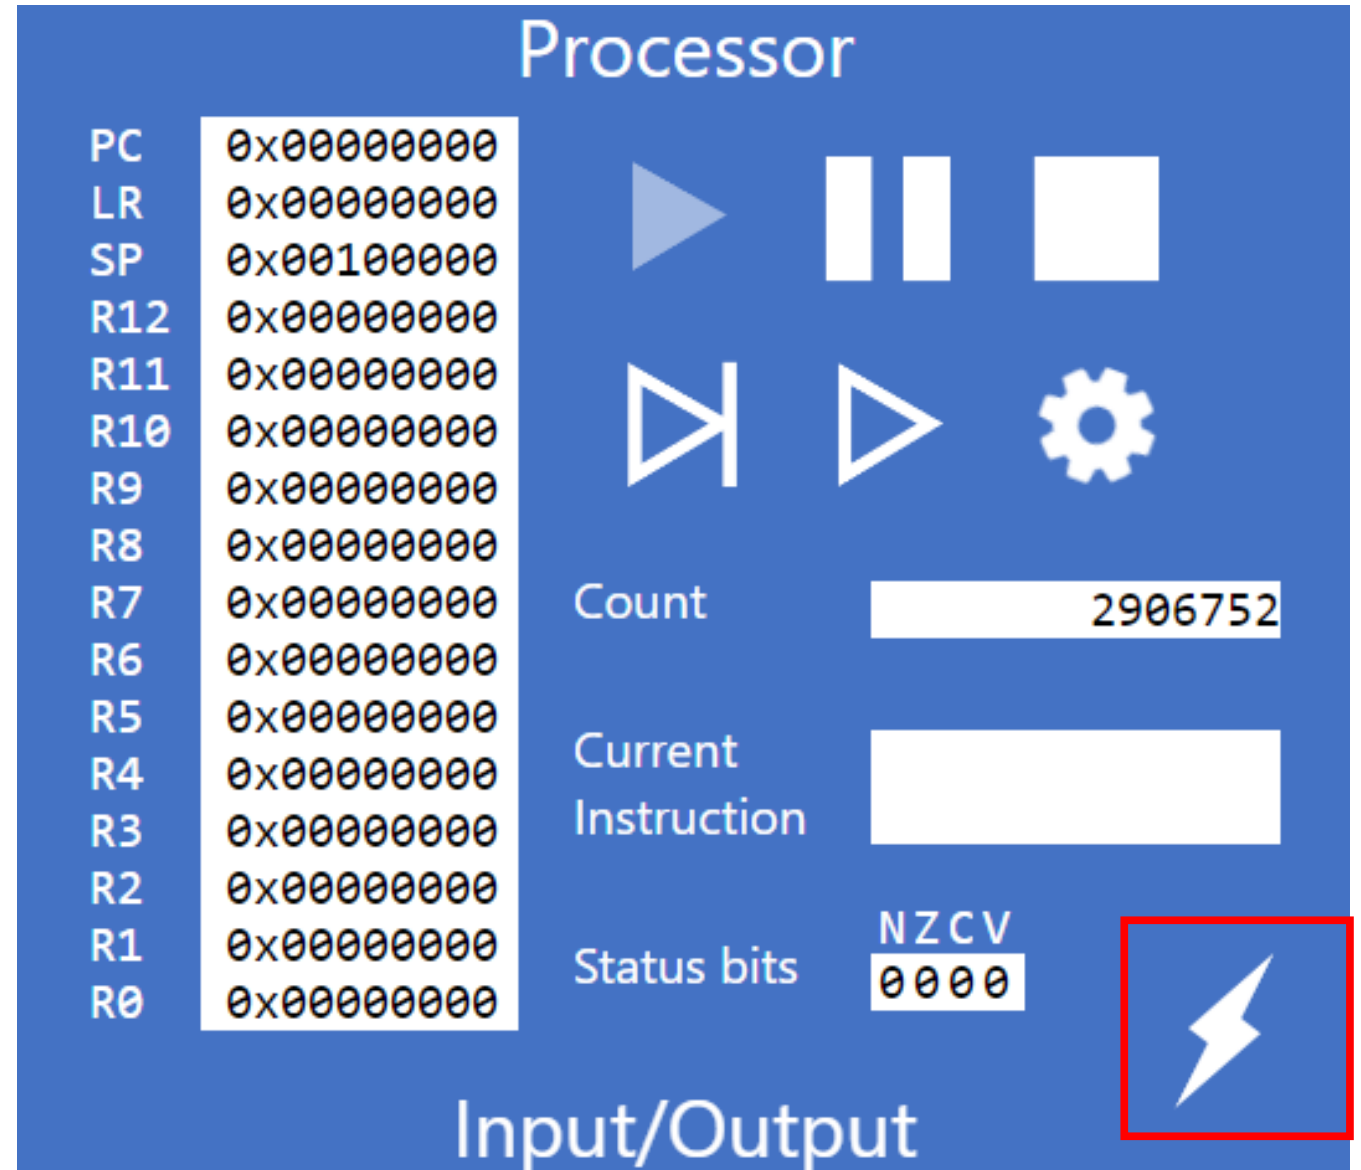 Processor
PC 0x00000000
LR 0x00000000
SP 0x00100000
R12 0x00000000
R11 0x00000000
R10 0x00000000
R9 0x00000000
R8 0x00000000
R7 0x00000000
R6 0x00000000
R5 0x00000000
R4 0x00000000
R3 0x00000000
R2 0x00000000
R1 0x00000000
R0 0x00000000
Count 2906752
Current
Instruction
NZCV
Status bits 0000
Input/Output